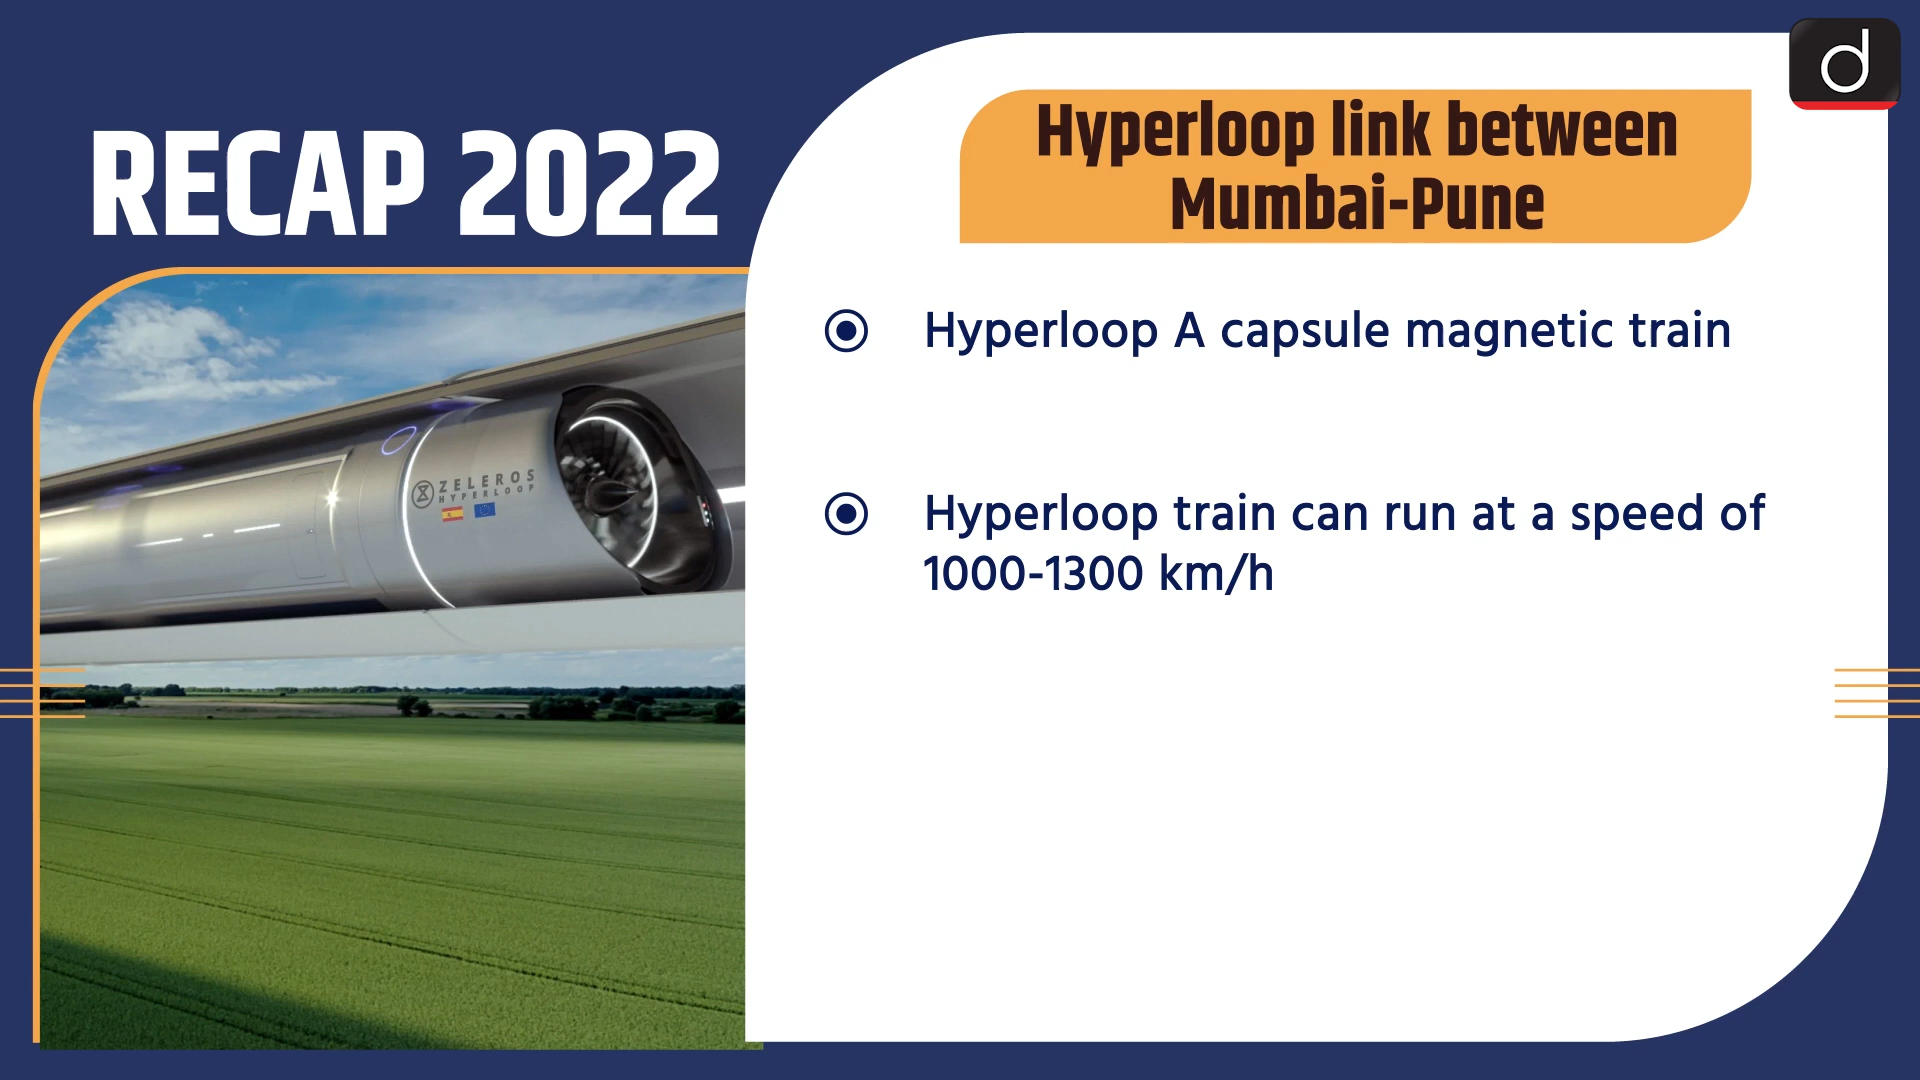 RECAP 2022
Hyperloop link between
Mumbai-Pune
Hyperloop A capsule magnetic train
Hyperloop train can run at a speed of
1000-1300 km/h
ZELEROS
HYPERLOOP
d